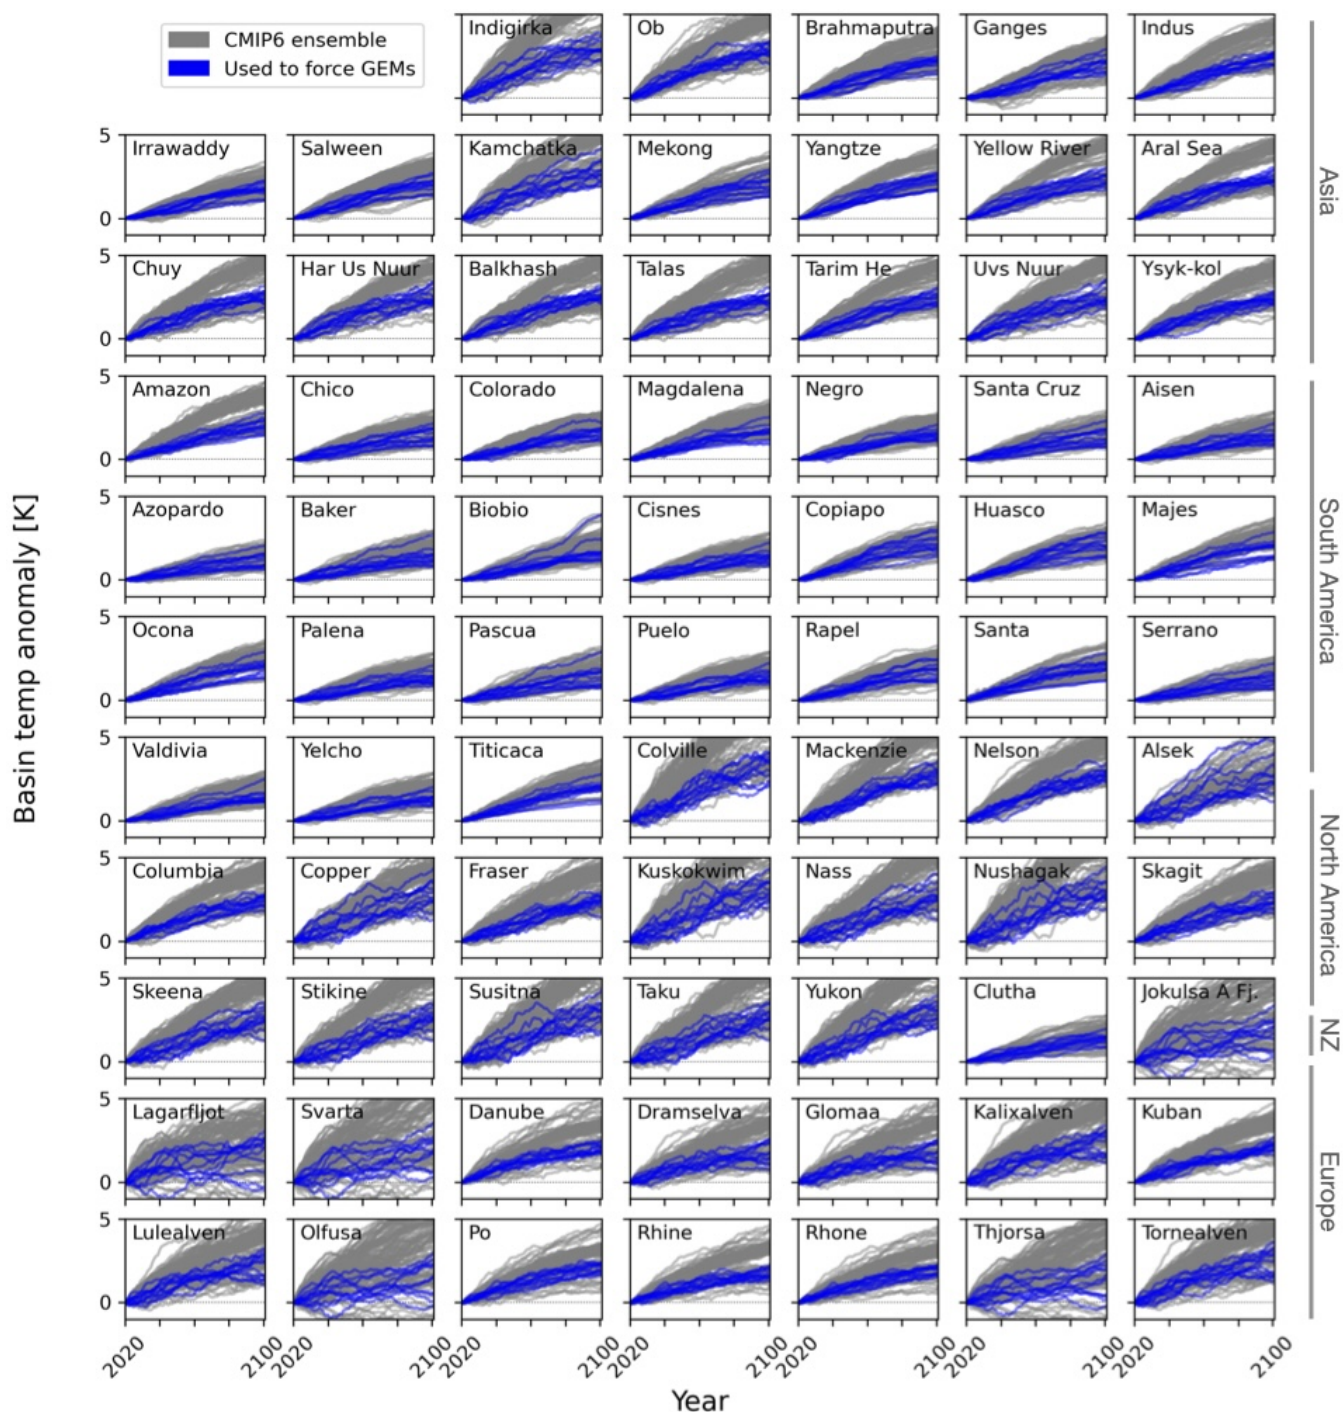 CMIP6 ensemble
Used to force GEMs
Indigirka Ob Brahmaputra Ganges Indus
5
Irrawaddy Salween Kamchatka Mekong Yangtze Yellow River Aral Sea
0
5
Chuy Har Us Nuur Balkhash Talas Tarim He Uvs Nuur Ysyk-kol
0
Asia
5
Amazon Chico Colorado Magdalena Negro Santa Cruz Aisen
0
5
Azopardo Baker Biobio Cisnes Copiapo Huasco Majes
0
5
Ocona Palena Pascua Puelo Rapel Santa Serrano
0
South America
5
Valdivia Yelcho Titicaca Colville Mackenzie Nelson Alsek
0
5
Columbia Copper Fraser Kuskokwim Nass Nushagak Skagit
0
North America
5
Skeena Stikine Susitna Taku Yukon Clutha Jokulsa A Fj.
0
NZ
5
Lagarfljot Svarta Danube Dramselva Glomaa Kalixalven Kuban
0
5
Lulealven Olfusa Po Rhine Rhone Thjorsa Tornealven
0
Europe
2020 2100 2020 2100 2020 2100 2020 2100 2020 2100 2020 2100 2020 2100
Basin temp anomaly [K]
Year